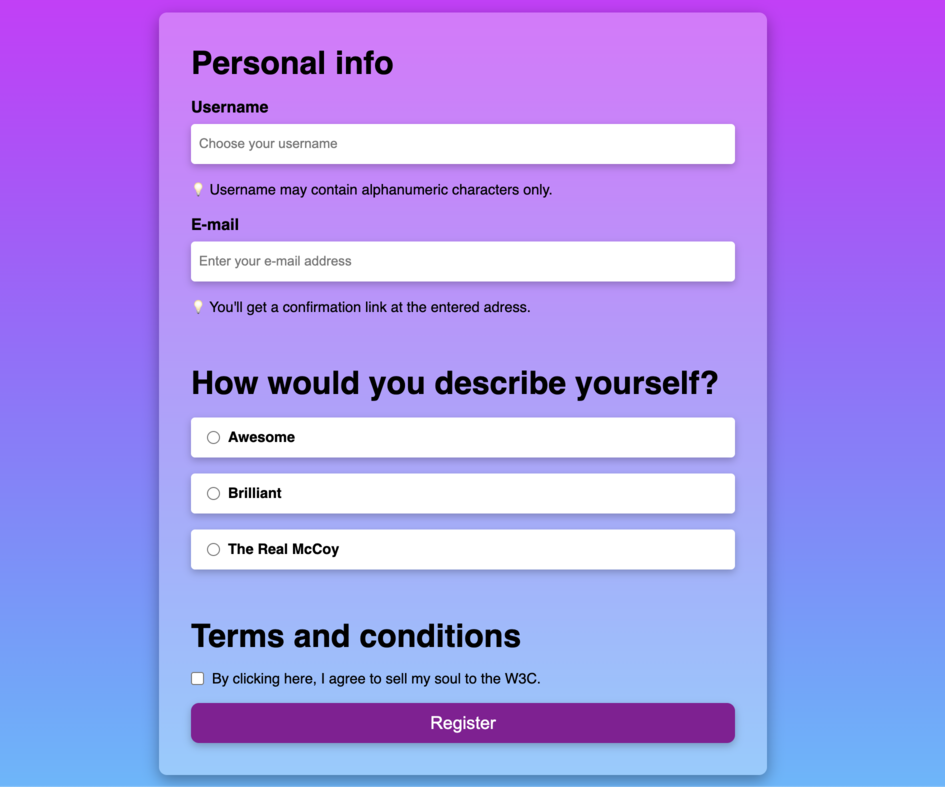 Personal info
Username
Choose your username
💡 Username may contain alphanumeric characters only.
E-mail
Enter your e-mail address
💡 You'll get a confirmation link at the entered adress.
How would you describe yourself?
Awesome
Brilliant
The Real McCoy
Terms and conditions
By clicking here, I agree to sell my soul to the W3C.
Register